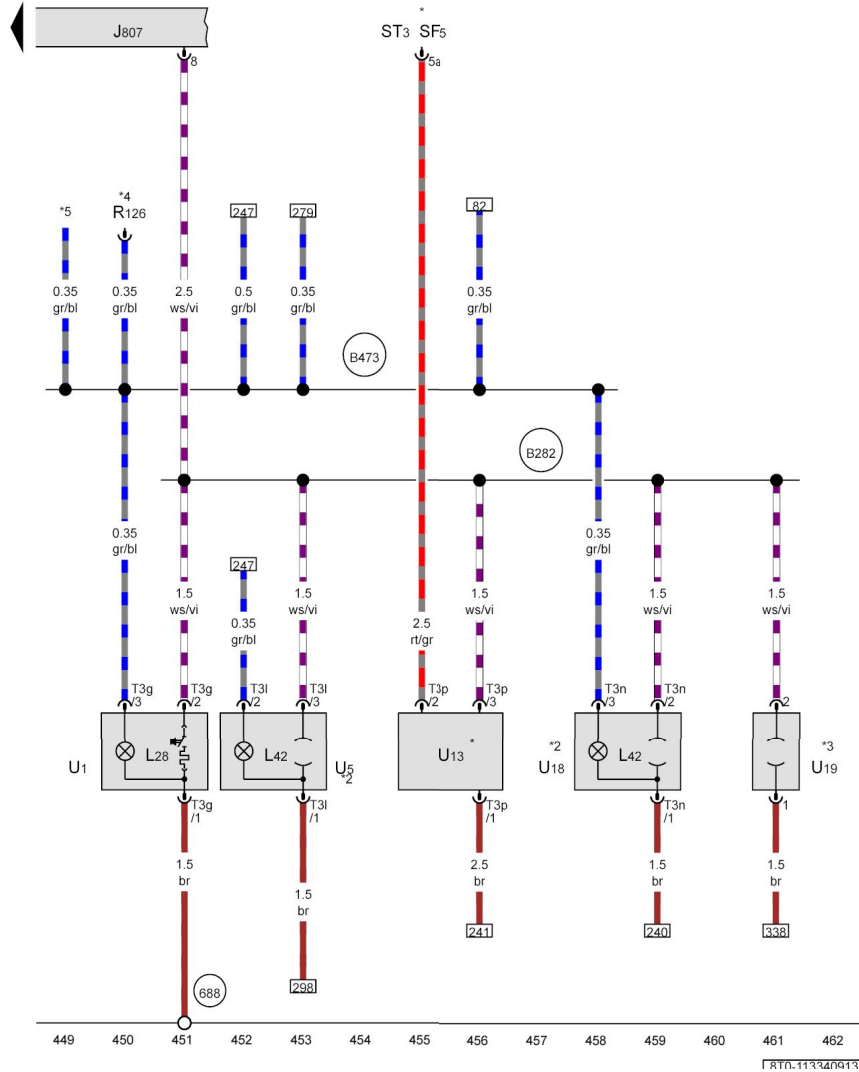 J807
*
ST3 SF5
8
5a
*5
*4
R126
247
279
82
0.35
gr/bl
0.35
gr/bl
2.5
ws/vi
0.5
gr/bl
0.35
gr/bl
0.35
gr/bl
B473
B282
0.35
gr/bl
0.35
gr/bl
247
1.5
ws/vi
0.35
gr/bl
1.5
ws/vi
2.5
rt/gr
1.5
ws/vi
1.5
ws/vi
1.5
ws/vi
T3g
/3
T3g
/2
T3l
/2
T3l
/3
T3p
/2
T3p
/3
T3n
/3
T3n
/2
2
U1
L28
L42
U5
*2
U13 *
*2
U18
L42
*3
U19
T3g
/1
T3l
/1
T3p
/1
T3n
/1
1
1.5
br
1.5
br
2.5
br
1.5
br
1.5
br
241
240
338
298
688
449 450 451 452 453 454 455 456 457 458 459 460 461 462
8T0-113340913